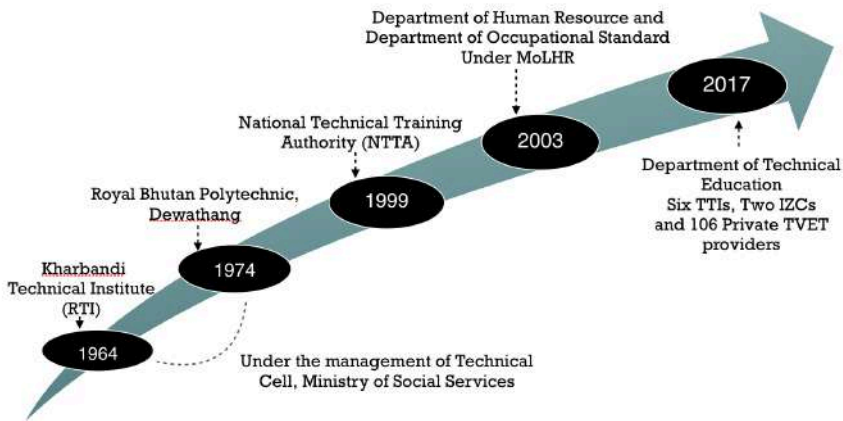 Kharbandi
Technical Institute
(RTI)
1964
Royal Bhutan Polytechnic,
Dewathang
1974
Under the management of Technical
Cell, Ministry of Social Services
National Technical Training
Authority (NTTA)
1999
Department of Human Resource and
Department of Occupational Standard
Under MoLHR
2003
2017
Department of Technical
Education
Six TTIs, Two IZCs
and 106 Private TVET
providers